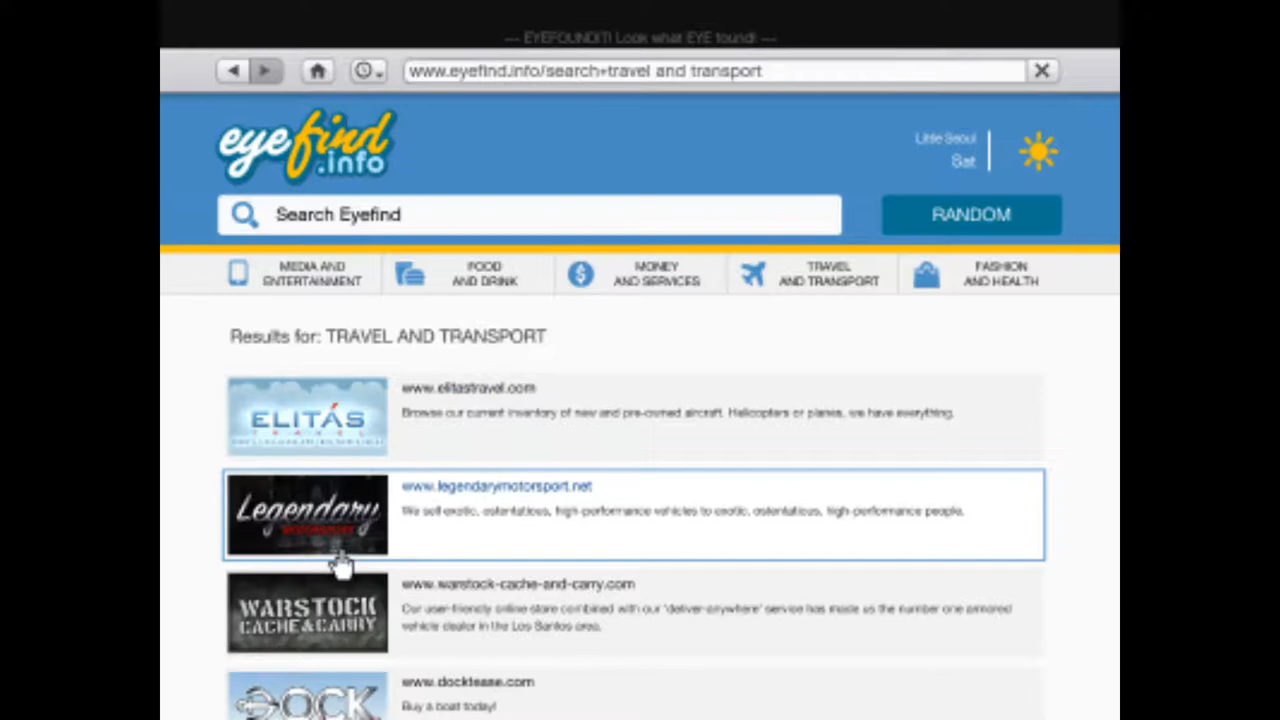 --- EYEFOUNDIT! Look what EYE found! ---
www.eyefind.info/search+travel and transport
eyefind
.info
Little Seoul
Sat
Search Eyefind
RANDOM
MEDIA AND
ENTERTAINMENT
FOOD
AND DRINK
MONEY
AND SERVICES
TRAVEL
AND TRANSPORT
FASHION
AND HEALTH
Results for: TRAVEL AND TRANSPORT
ELITÁS
TRAVEL
www.elitastravel.com
Browse our current inventory of new and pre-owned aircraft. Helicopters or planes, we have everything.
Legendary
MOTORSPORT
www.legendarymotorsport.net
We sell exotic, ostentatious, high-performance vehicles to exotic, ostentatious, high-performance people.
WARSTOCK
CACHE & CARRY
www.warstock-cache-and-carry.com
Our user-friendly online store combined with our 'deliver-anywhere' service has made us the number one armored
vehicle dealer in the Los Santos area.
DOCK
www.docktease.com
Buy a boat today!